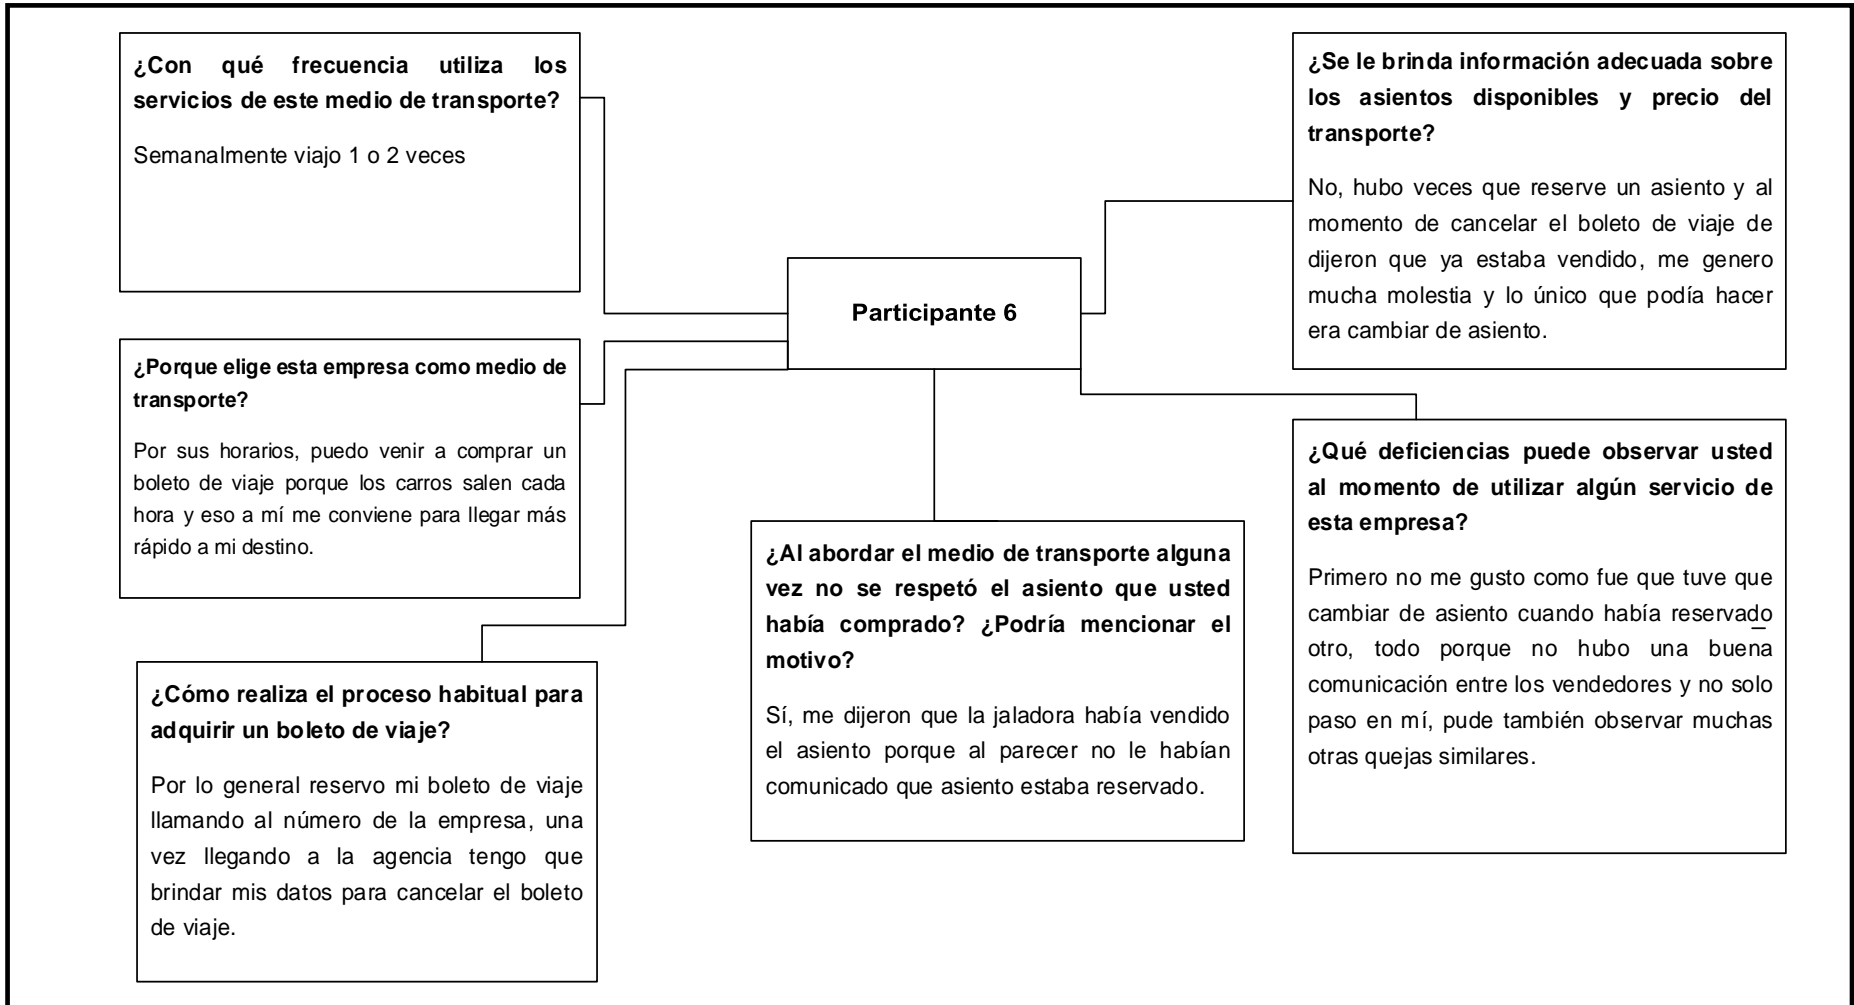 ¿Con qué frecuencia utiliza los
servicios de este medio de transporte?
Semanalmente viajo 1 o 2 veces
¿Porque elige esta empresa como medio de
transporte?
Por sus horarios, puedo venir a comprar un
boleto de viaje porque los carros salen cada
hora y eso a mí me conviene para llegar más
rápido a mi destino.
¿Cómo realiza el proceso habitual para
adquirir un boleto de viaje?
Por lo general reservo mi boleto de viaje
llamando al número de la empresa, una
vez llegando a la agencia tengo que
brindar mis datos para cancelar el boleto
de viaje.
Participante 6
¿Al abordar el medio de transporte alguna
vez no se respetó el asiento que usted
había comprado? ¿Podría mencionar el
motivo?
Sí, me dijeron que la jaladora había vendido
el asiento porque al parecer no le habían
comunicado que asiento estaba reservado.
¿Se le brinda información adecuada sobre
los asientos disponibles y precio del
transporte?
No, hubo veces que reserve un asiento y al
momento de cancelar el boleto de viaje de
dijeron que ya estaba vendido, me genero
mucha molestia y lo único que podía hacer
era cambiar de asiento.
¿Qué deficiencias puede observar usted
al momento de utilizar algún servicio de
esta empresa?
Primero no me gusto como fue que tuve que
cambiar de asiento cuando había reservado
otro, todo porque no hubo una buena
comunicación entre los vendedores y no solo
paso en mí, pude también observar muchas
otras quejas similares.